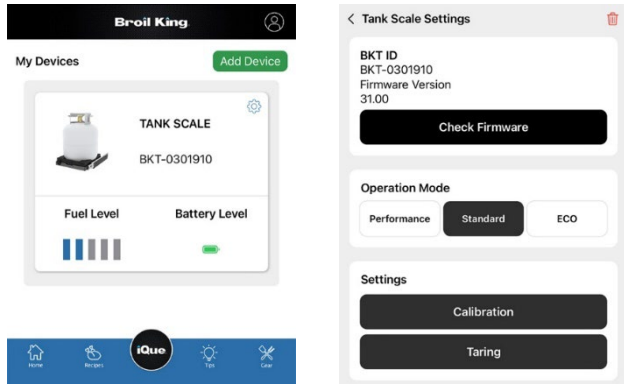 Broil King
My Devices
Add Device
TANK SCALE
BKT-0301910
Fuel Level
Battery Level
Home
Recipes
iQue
Tips
Gear
Tank Scale Settings
BKT ID
BKT-0301910
Firmware Version
31.00
Check Firmware
Operation Mode
Performance
Standard
ECO
Settings
Calibration
Taring